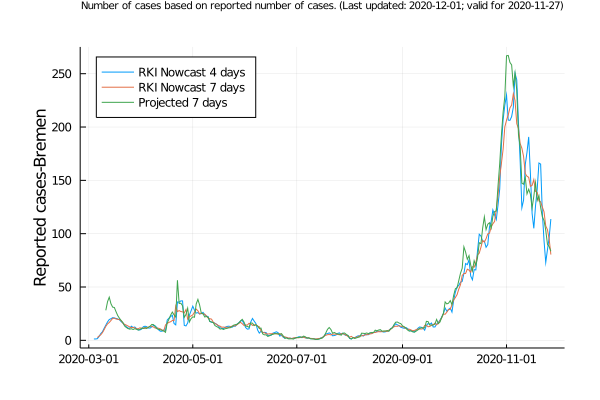 Number of cases based on reported number of cases. (Last updated: 2020-12-01; valid for 2020-11-27)
RKI Nowcast 4 days
RKI Nowcast 7 days
Projected 7 days
Reported cases-Bremen
250
200
150
100
50
0
2020-03-01
2020-05-01
2020-07-01
2020-09-01
2020-11-01